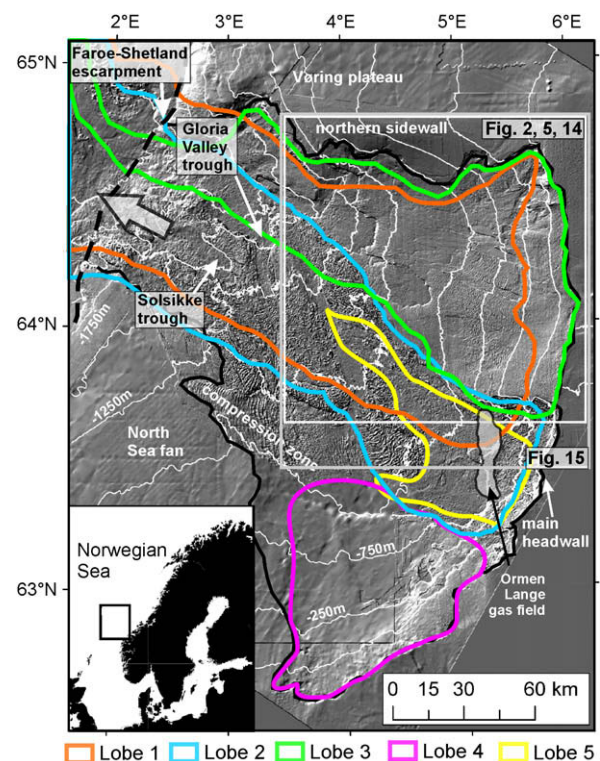 2°E 3°E 4°E 5°E 6°E
65°N
Faroe-Shetland
escarpment
Vøring plateau
Gloria
Valley
trough
northern sidewall
Fig. 2, 5, 14
Solsikke
trough
64°N
-1750m
-1250m
compression zone
North
Sea fan
Fig. 15
main
headwall
Norwegian
Sea
-750m
Ormen
Lange
gas field
63°N
-250m
0 15 30 60 km
Lobe 1 Lobe 2 Lobe 3 Lobe 4 Lobe 5